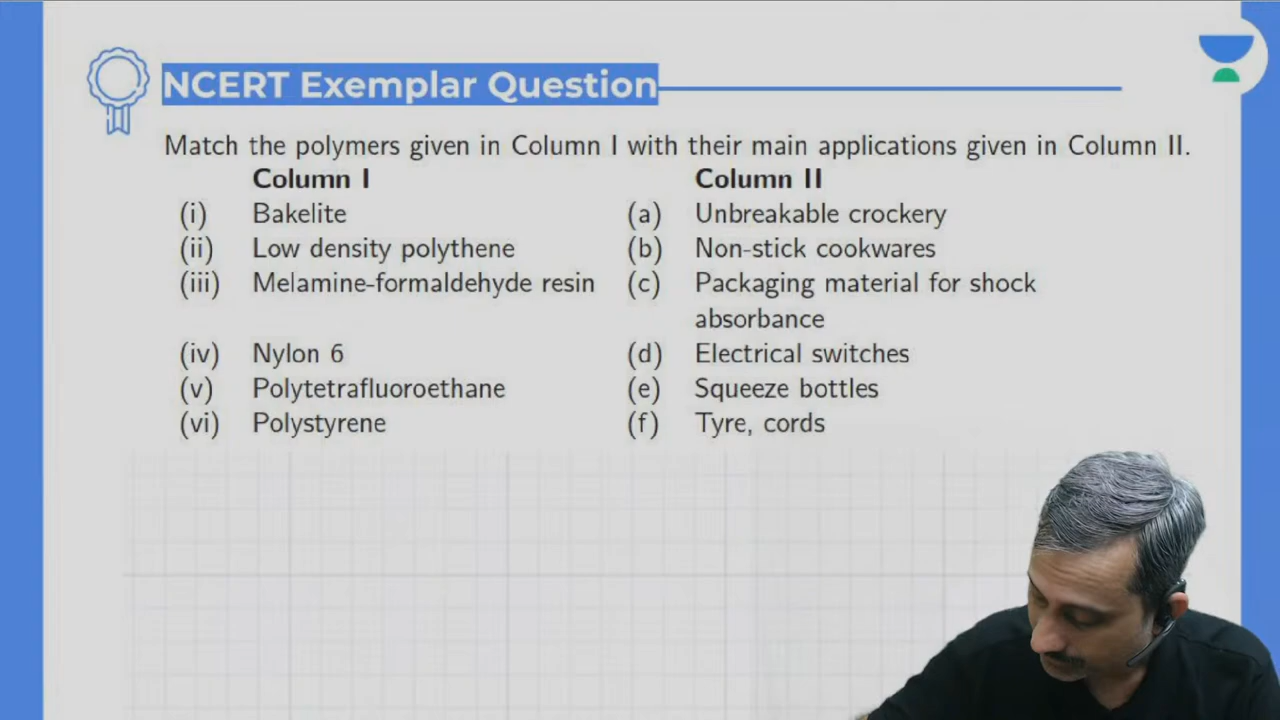 NCERT Exemplar Question
Match the polymers given in Column I with their main applications given in Column II.
Column I Column II
(i) Bakelite (a) Unbreakable crockery
(ii) Low density polythene (b) Non-stick cookwares
(iii) Melamine-formaldehyde resin (c) Packaging material for shock
absorbance
(iv) Nylon 6 (d) Electrical switches
(v) Polytetrafluoroethane (e) Squeeze bottles
(vi) Polystyrene (f) Tyre, cords